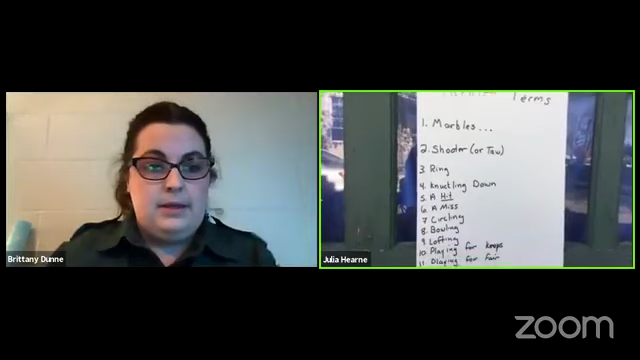 Terms
1. Marbles...
2. Shooter (or Taw)
3. Ring
4. Knuckling Down
5. A Hit
6. A Miss
7. Circling
8. Bowling
9. Lofting
10. Playing for keeps
11. Playing for Fair
Brittany Dunne
Julia Hearne
zoom